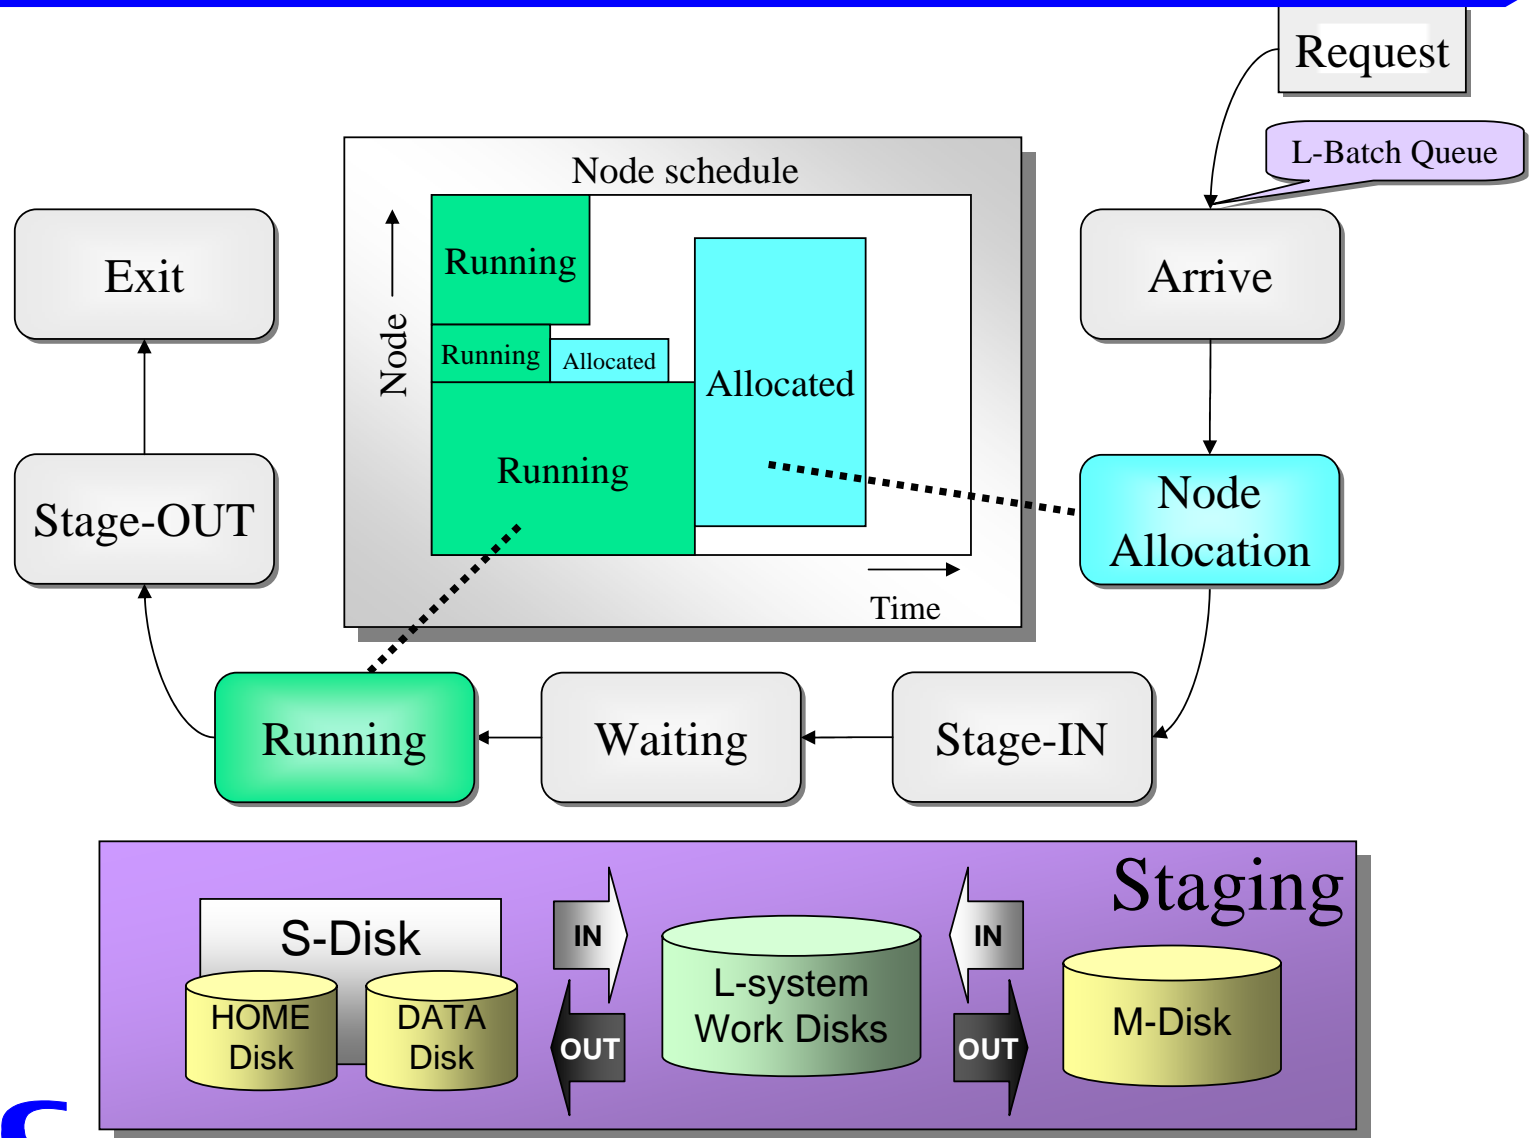 Request
L-Batch Queue
Node schedule
Node
Running
Running
Allocated
Allocated
Running
Time
Exit
Arrive
Stage-OUT
Node
Allocation
Running
Waiting
Stage-IN
Staging
S-Disk
HOME
Disk
DATA
Disk
IN
OUT
L-system
Work Disks
IN
OUT
M-Disk